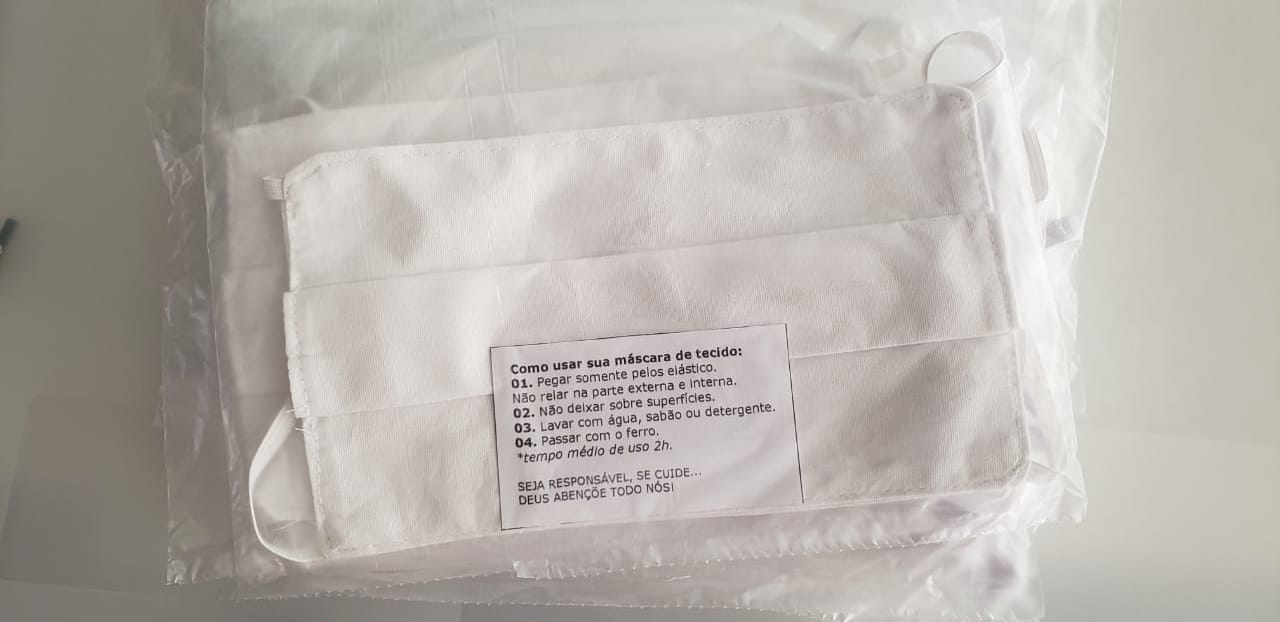 Como usar sua máscara de tecido:
01. Pegar somente pelos elástico.
Não relar na parte externa e interna.
02. Não deixar sobre superfícies.
03. Lavar com água, sabão ou detergente.
04. Passar com o ferro.
*tempo médio de uso 2h.
SEJA RESPONSÁVEL, SE CUIDE...
DEUS ABENÇÕE TODO NÓS!